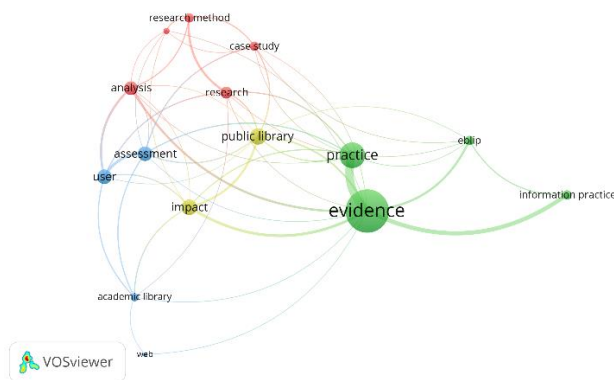 research method
case study
analysis
research
public library
eblip
practice
assessment
user
information practice
impact
evidence
academic library
web
VOSviewer